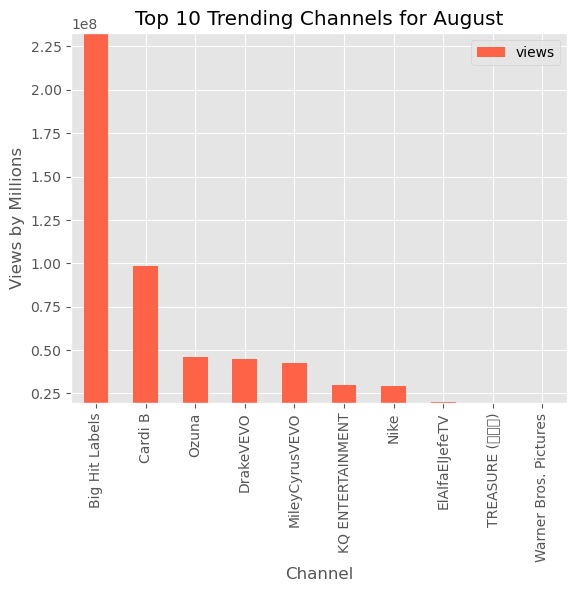 Top 10 Trending Channels for August
1e8
views
2.25
2.00
1.75
1.50
1.25
1.00
0.75
0.50
0.25
Views by Millions
Big Hit Labels
Cardi B
Ozuna
DrakeVEVO
MileyCyrusVEVO
KQ ENTERTAINMENT
Nike
ElAlfaElJefeTV
TREASURE (▯▯▯)
Warner Bros. Pictures
Channel